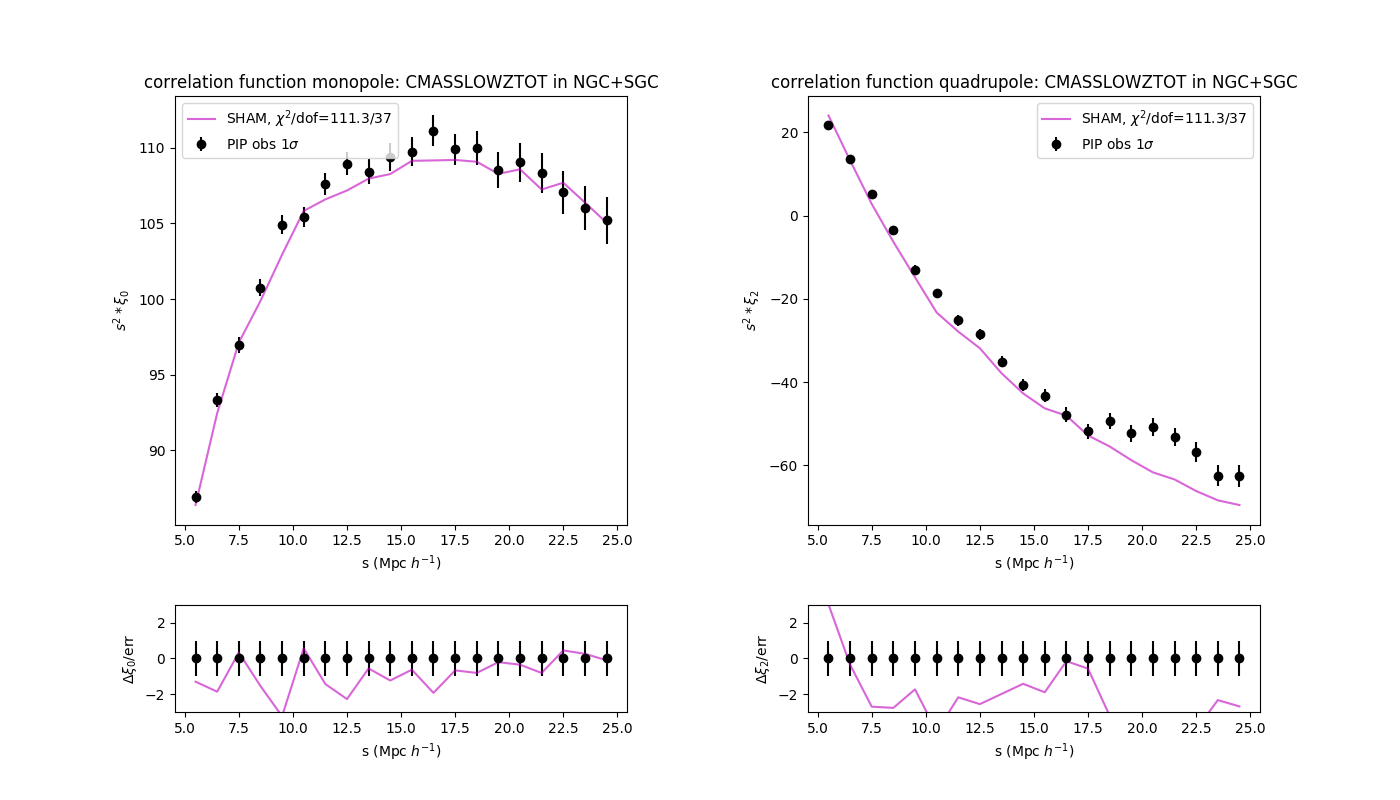 correlation function monopole: CMASSLOWZTOT in NGC+SGC
SHAM, χ²/dof=111.3/37
PIP obs 1σ
110
105
100
95
90
s² * ξ₀
5.0 7.5 10.0 12.5 15.0 17.5 20.0 22.5 25.0
s (Mpc h⁻¹)
2
0
−2
Δξ₀/err
5.0 7.5 10.0 12.5 15.0 17.5 20.0 22.5 25.0
s (Mpc h⁻¹)
correlation function quadrupole: CMASSLOWZTOT in NGC+SGC
SHAM, χ²/dof=111.3/37
PIP obs 1σ
20
0
−20
−40
−60
s² * ξ₂
5.0 7.5 10.0 12.5 15.0 17.5 20.0 22.5 25.0
s (Mpc h⁻¹)
2
0
−2
Δξ₂/err
5.0 7.5 10.0 12.5 15.0 17.5 20.0 22.5 25.0
s (Mpc h⁻¹)